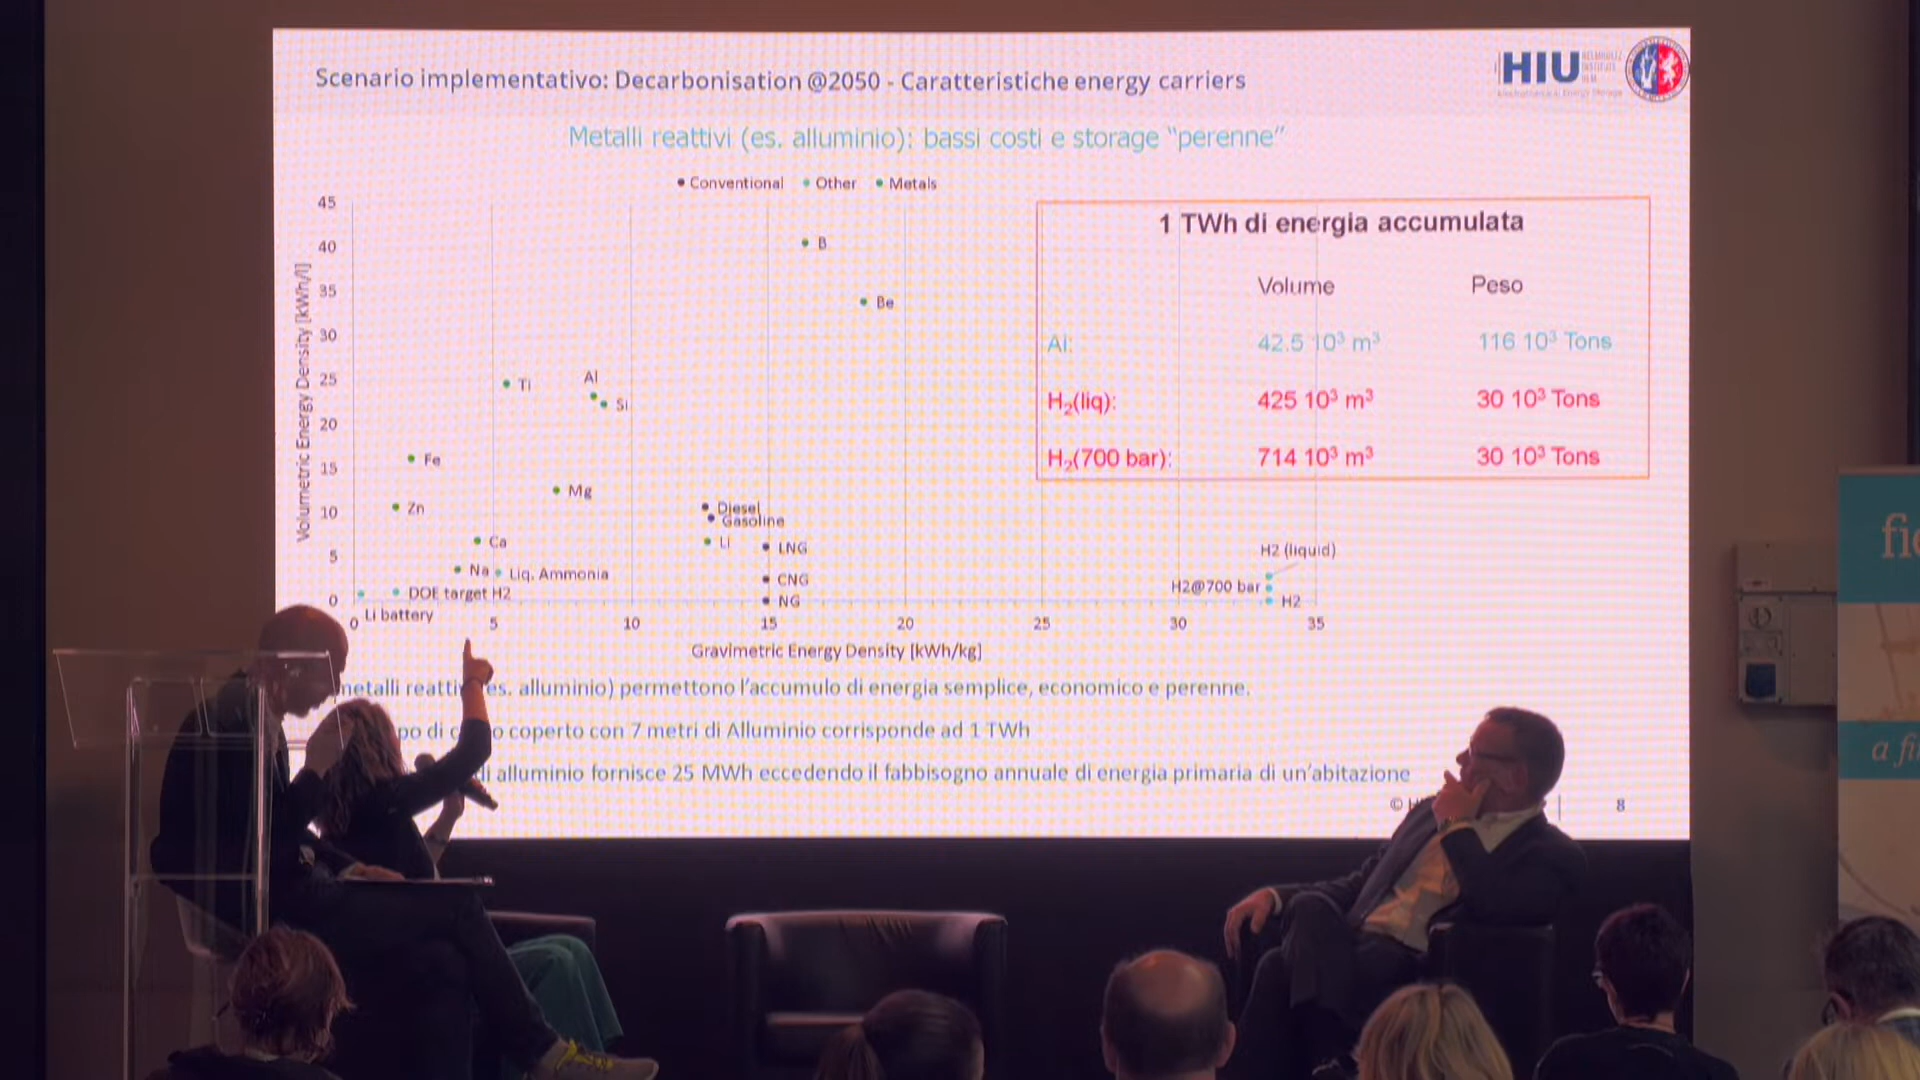 Scenario implementativo: Decarbonisation @2050 - Caratteristiche energy carriers
HIU
Metalli reattivi (es. alluminio): bassi costi e storage "perenne"
Conventional Other Metals
Volumetric Energy Density [kWh/l]
45
40
35
30
25
20
15
10
5
0
B
Be
Ti
Al
Si
Fe
Mg
Zn
Diesel
Gasoline
Ca
Li
LNG
Na
Liq. Ammonia
CNG
DOE target H2
NG
Li battery
H2 (liquid)
H2@700 bar
H2
0 5 10 15 20 25 30 35
Gravimetric Energy Density [kWh/kg]
1 TWh di energia accumulata
Volume Peso
Al: 42.5 10³ m³ 116 10³ Tons
H₂(liq): 425 10³ m³ 30 10³ Tons
H₂(700 bar): 714 10³ m³ 30 10³ Tons
es. alluminio) permettono l'accumulo di energia semplice, economico e perenne.
coperto con 7 metri di Alluminio corrisponde ad 1 TWh
alluminio fornisce 25 MWh eccedendo il fabbisogno annuale di energia primaria di un'abitazione
©
8